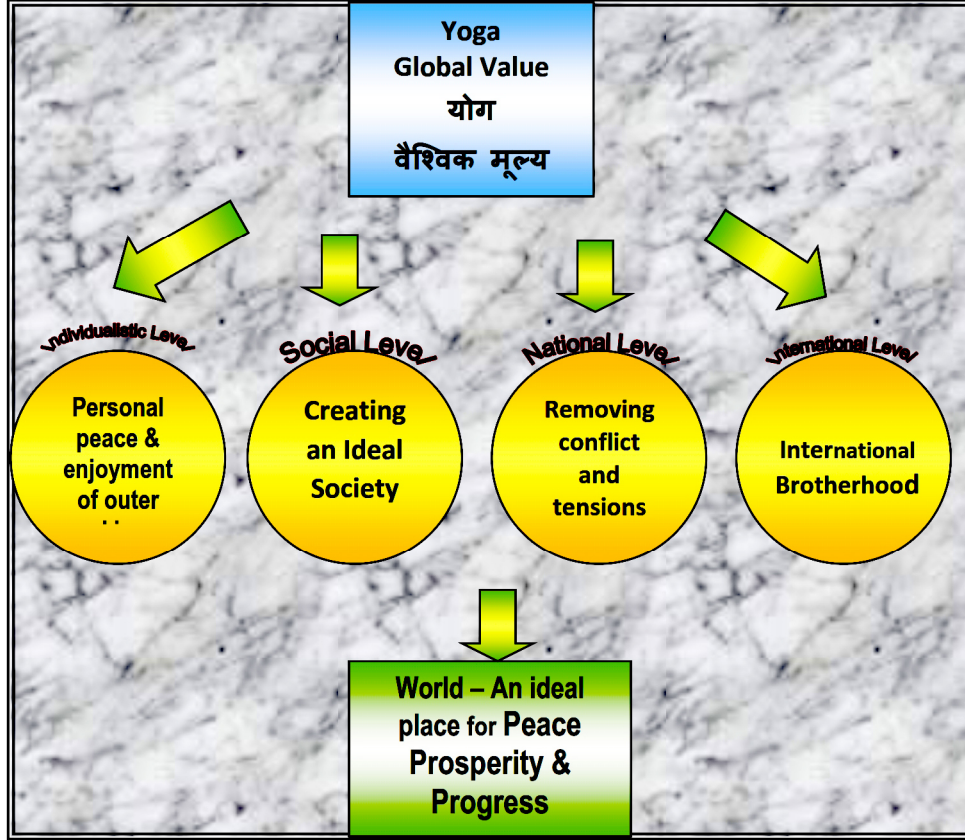 Yoga
Global Value
योग
वैश्विक मूल्य
Individualistic Level
Personal
peace &
enjoyment
of outer
Social Level
Creating
an Ideal
Society
National Level
Removing
conflict
and
tensions
International Level
International
Brotherhood
World – An ideal
place for Peace
Prosperity &
Progress